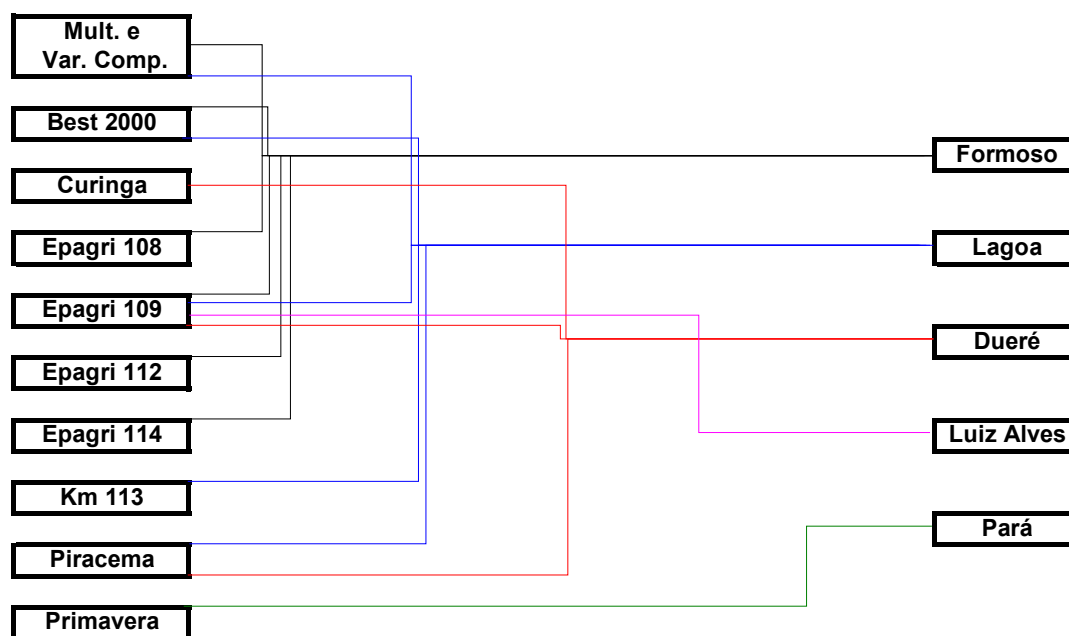 Mult. e
Var. Comp.
Best 2000
Curinga
Epagri 108
Epagri 109
Epagri 112
Epagri 114
Km 113
Piracema
Primavera
Formoso
Lagoa
Dueré
Luiz Alves
Pará